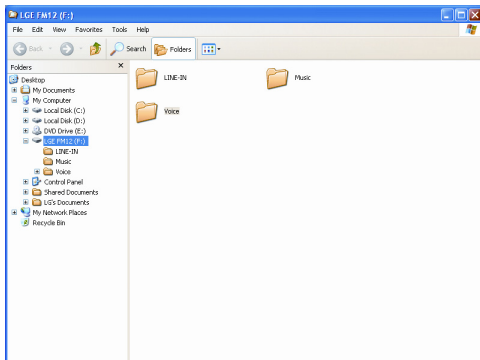 LGE FM12 (F:)
File Edit View Favorites Tools Help
Back Search Folders
Folders
Desktop
My Documents
My Computer
Local Disk (C:)
Local Disk (D:)
DVD Drive (E:)
LGE FM12 (F:)
LINE-IN
Music
Voice
Control Panel
Shared Documents
LG's Documents
My Network Places
Recycle Bin
LINE-IN Music
Voice